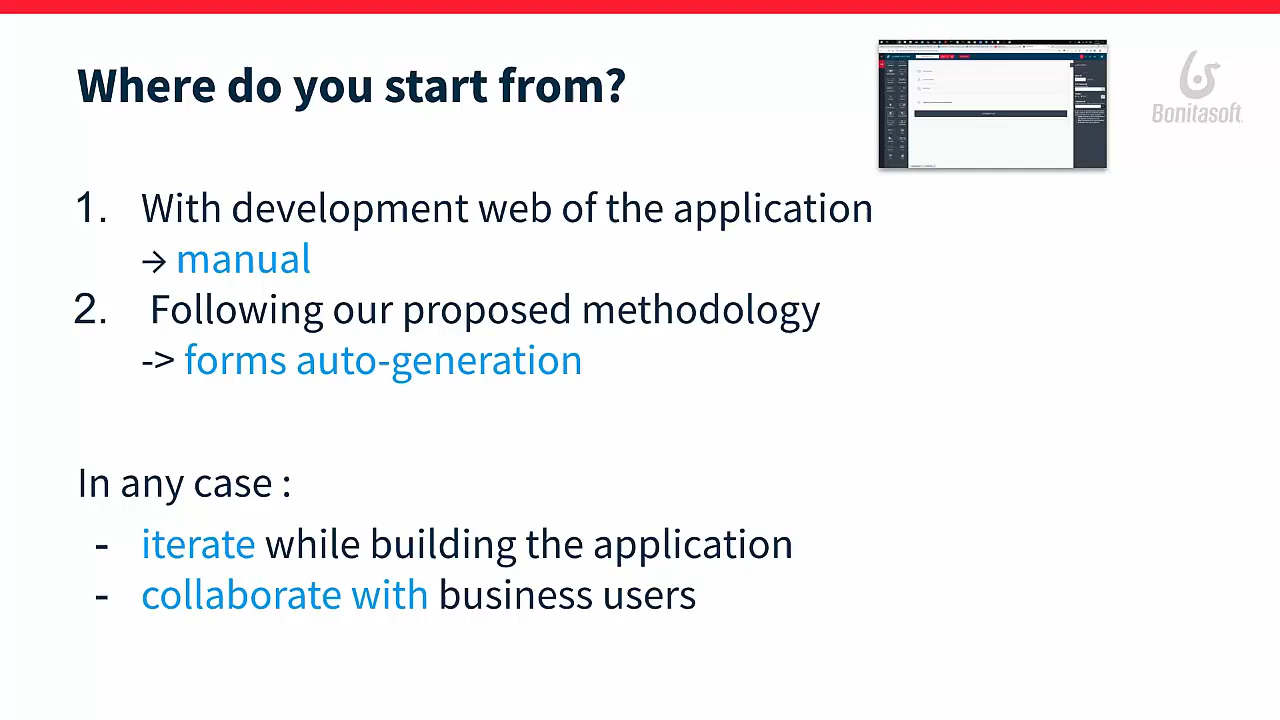 Where do you start from?
Bonitasoft
1. With development web of the application
→ manual
2. Following our proposed methodology
-> forms auto-generation
In any case :
- iterate while building the application
- collaborate with business users